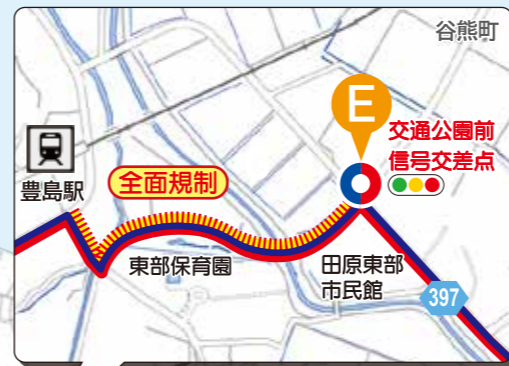 谷熊町
E
交通公園前
信号交差点
豊島駅
全面規制
東部保育園
田原東部
市民館
397